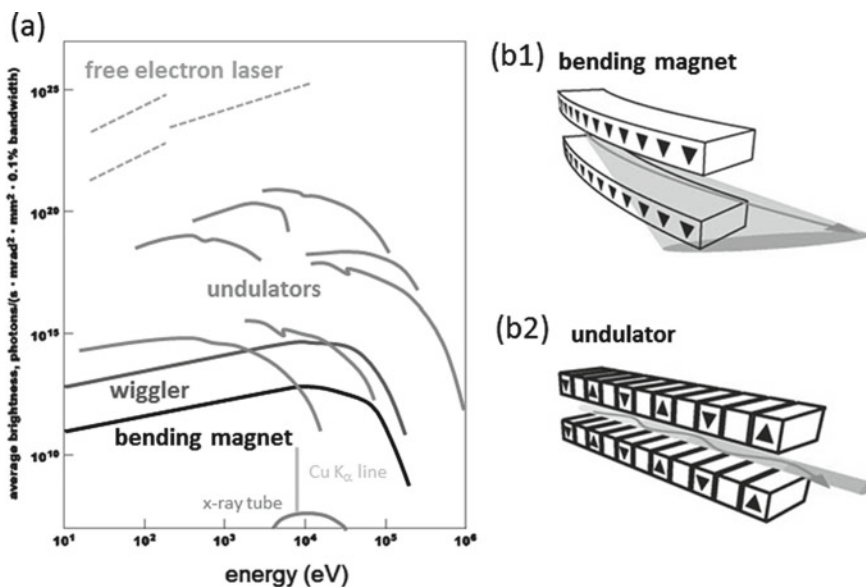 (a)
average brightness, photons/(s · mrad² · mm² · 0.1% bandwidth)
10²⁵
10²⁰
10¹⁵
10¹⁰
free electron laser
undulators
wiggler
bending magnet
Cu Kα line
x-ray tube
10¹ 10² 10³ 10⁴ 10⁵ 10⁶
energy (eV)
(b1)
bending magnet
(b2) undulator